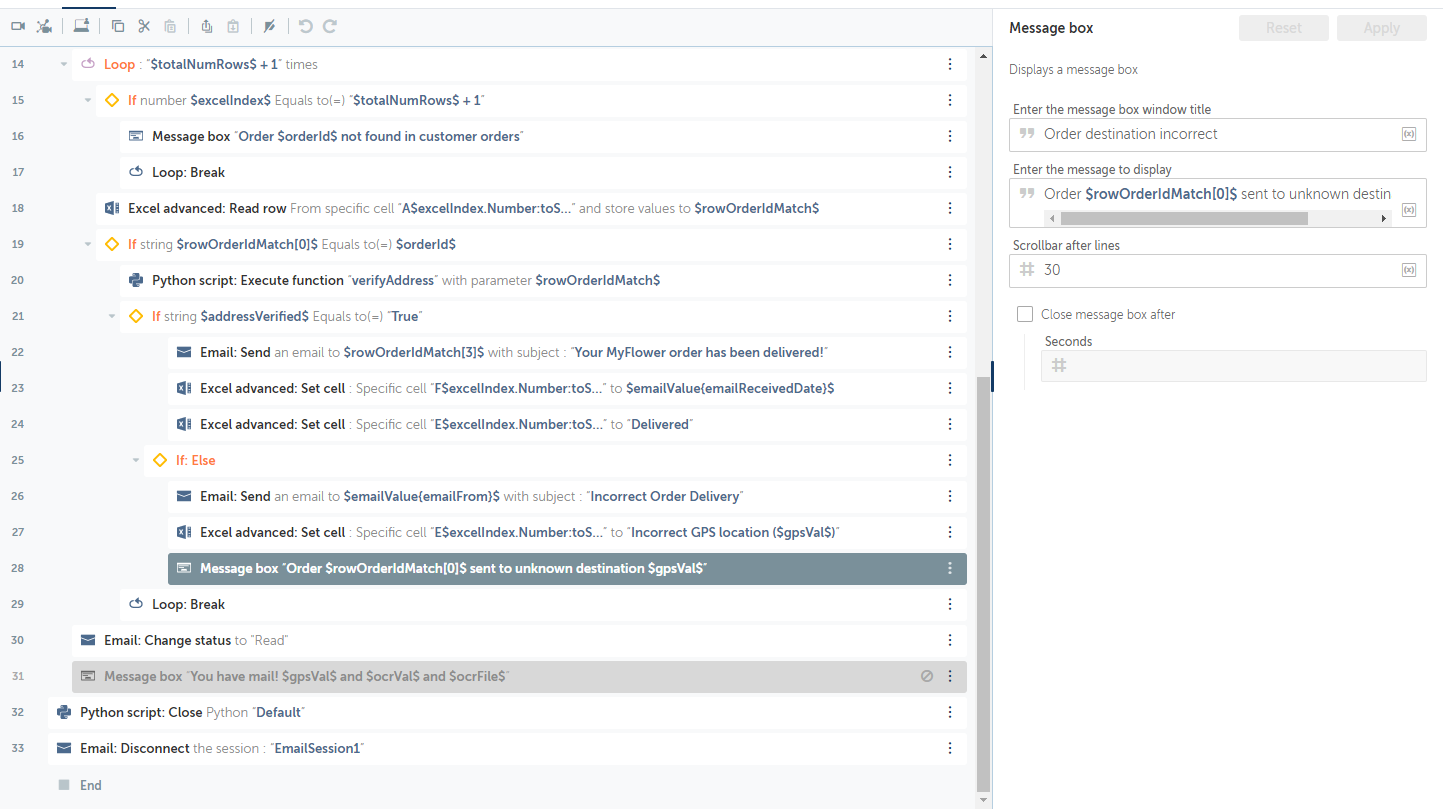 14 Loop : "$totalNumRows$ + 1" times
15 If number $excelIndex$ Equals to(=) "$totalNumRows$ + 1"
16 Message box "Order $orderId$ not found in customer orders"
17 Loop: Break
18 Excel advanced: Read row From specific cell "A$excelIndex.Number:toS..." and store values to $rowOrderIdMatch$
19 If string $rowOrderIdMatch[0]$ Equals to(=) $orderId$
20 Python script: Execute function "verifyAddress" with parameter $rowOrderIdMatch$
21 If string $addressVerified$ Equals to(=) "True"
22 Email: Send an email to $rowOrderIdMatch[3]$ with subject : "Your MyFlower order has been delivered!"
23 Excel advanced: Set cell : Specific cell "F$excelIndex.Number:toS..." to $emailValue{emailReceivedDate}$
24 Excel advanced: Set cell : Specific cell "E$excelIndex.Number:toS..." to "Delivered"
25 If: Else
26 Email: Send an email to $emailValue{emailFrom}$ with subject : "Incorrect Order Delivery"
27 Excel advanced: Set cell : Specific cell "E$excelIndex.Number:toS..." to "Incorrect GPS location ($gpsVal$)"
28 Message box "Order $rowOrderIdMatch[0]$ sent to unknown destination $gpsVal$"
29 Loop: Break
30 Email: Change status to "Read"
31 Message box "You have mail! $gpsVal$ and $ocrVal$ and $ocrFile$"
32 Python script: Close Python "Default"
33 Email: Disconnect the session : "EmailSession1"
End
Message box
Reset
Apply
Displays a message box
Enter the message box window title
Order destination incorrect
(x)
Enter the message to display
Order $rowOrderIdMatch[0]$ sent to unknown destin
(x)
Scrollbar after lines
# 30
(x)
Close message box after
Seconds
#